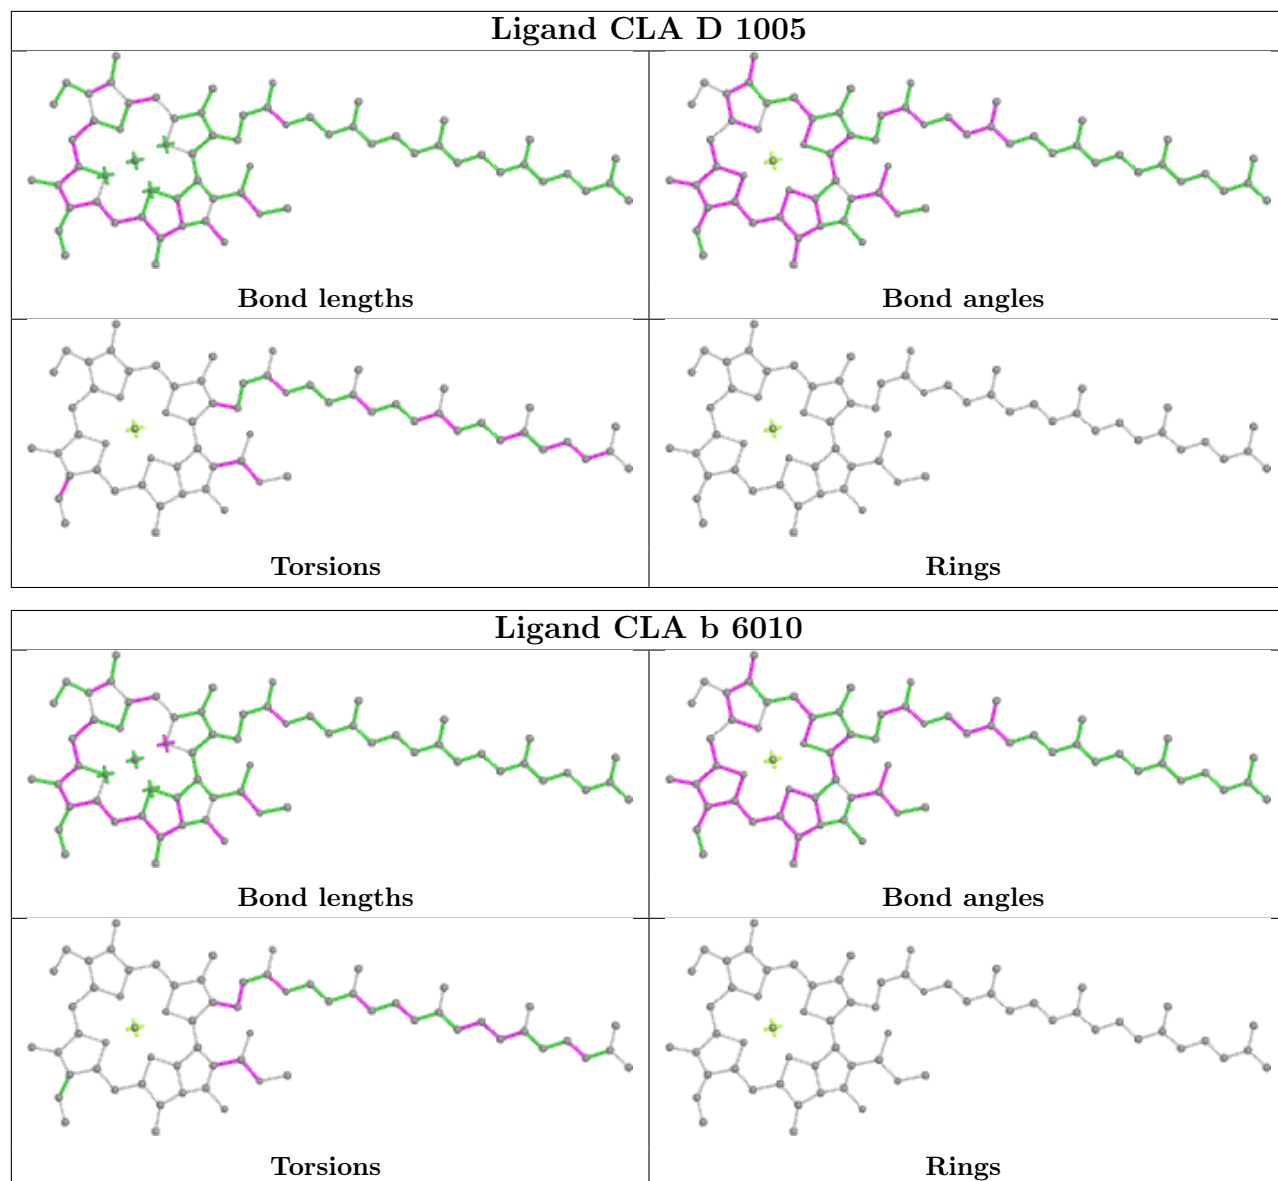 Ligand CLA D 1005
Bond lengths
Bond angles
Torsions
Rings
Ligand CLA b 6010
Bond lengths
Bond angles
Torsions
Rings